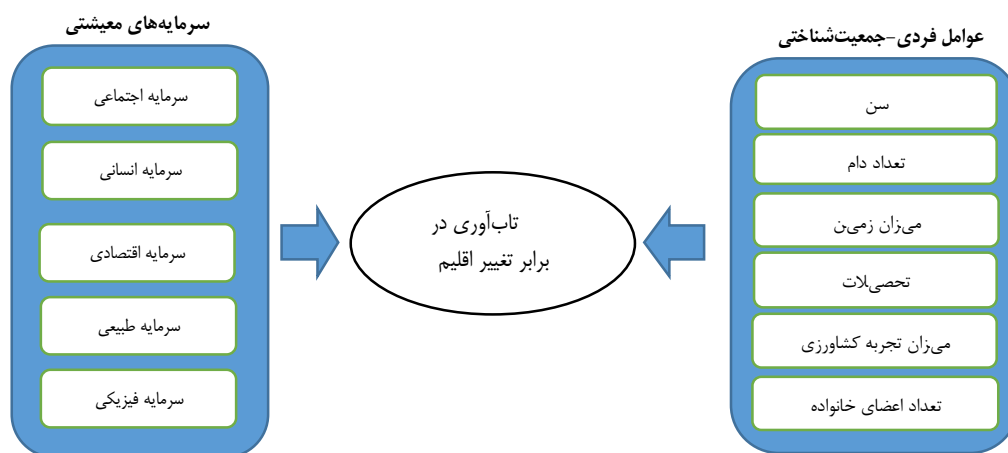 عوامل فردی-جمعیت‌شناختی
سن
تعداد دام
میزان زمین
تحصیلات
میزان تجربه کشاورزی
تعداد اعضای خانواده
تاب‌آوری در
برابر تغییر اقلیم
سرمایه‌های معیشتی
سرمایه اجتماعی
سرمایه انسانی
سرمایه اقتصادی
سرمایه طبیعی
سرمایه فیزیکی